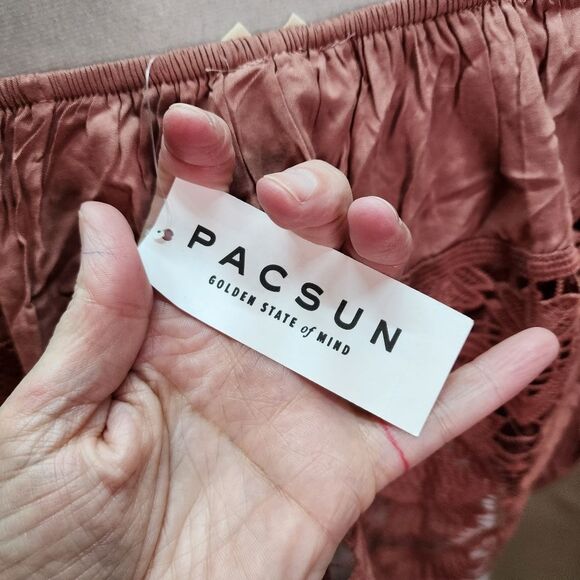 PACSUN
GOLDEN STATE of MIND